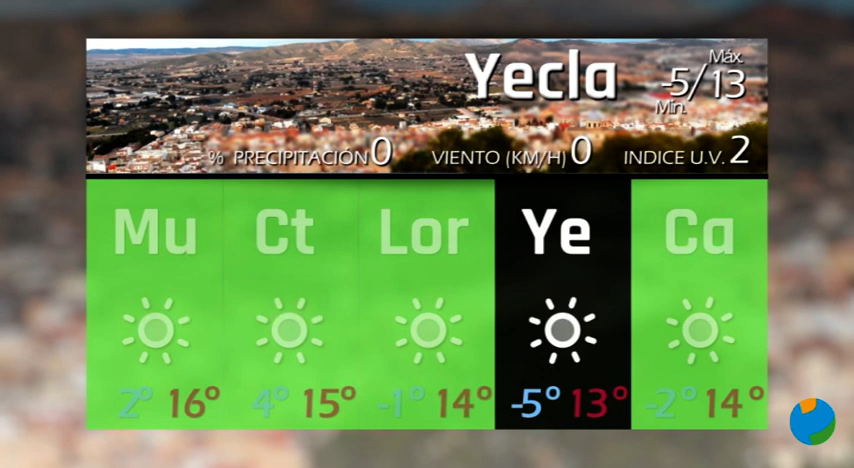 Yecla
Máx.
-5/13
Mín.
% PRECIPITACIÓN 0 VIENTO (KM/H) 0 INDICE U.V. 2
Mu Ct Lor Ye Ca
2° 16° 4° 15° -1° 14° -5° 13° -2° 14°